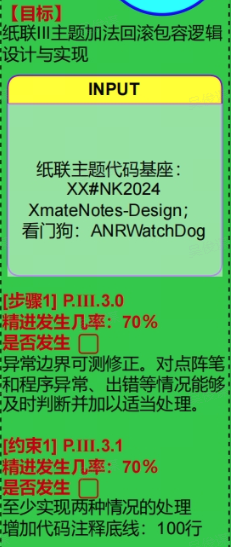 【目标】
纸联III主题加法回滚包容逻辑
设计与实现
INPUT
纸联主题代码基座：
XX#NK2024
XmateNotes-Design；
看门狗：ANRWatchDog
[步骤1] P.III.3.0
精进发生几率：70%
是否发生
异常边界可测修正。对点阵笔
和程序异常、出错等情况能够
及时判断并加以适当处理。
[约束1] P.III.3.1
精进发生几率：70%
是否发生
至少实现两种情况的处理
增加代码注释底线：100行